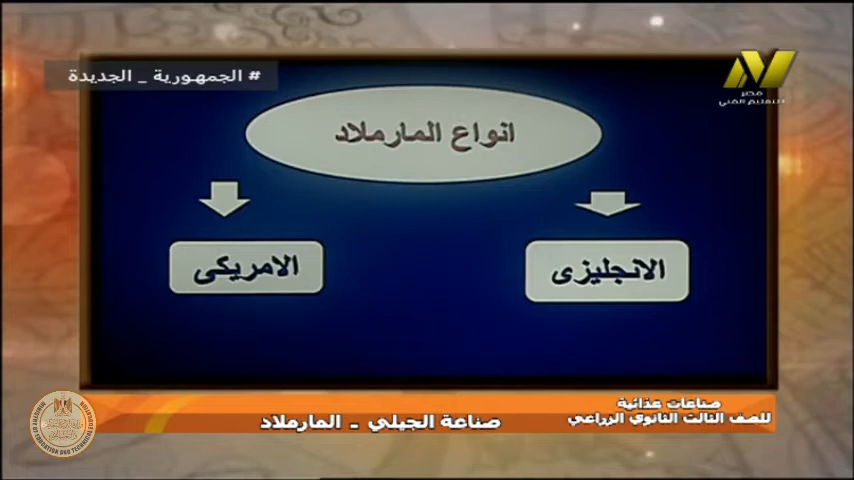 # الجمهورية _ الجديدة
مصر
التعليم الفني
انواع المارملاد
الانجليزى
الامريكى
صناعات غذائية
للصف الثالث الثانوي الزراعي
صناعة الجيلي - المارملاد